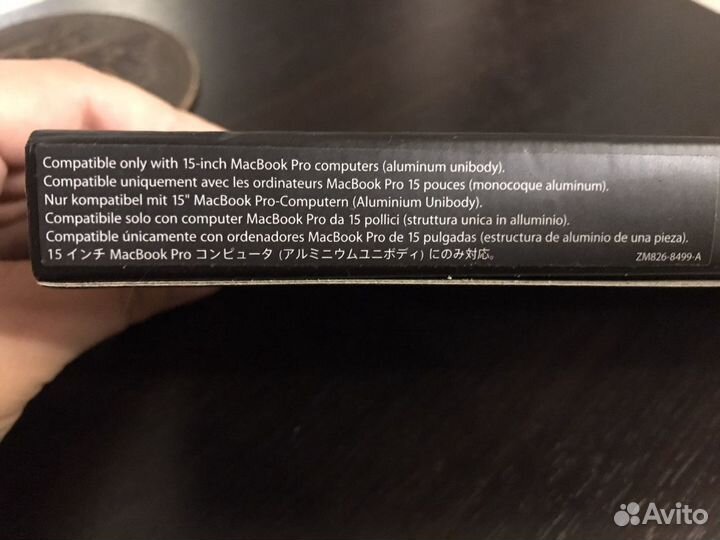 Compatible only with 15-inch MacBook Pro computers (aluminum unibody).
Compatible uniquement avec les ordinateurs MacBook Pro 15 pouces (monocoque aluminum).
Nur kompatibel mit 15" MacBook Pro-Computern (Aluminium Unibody).
Compatibile solo con computer MacBook Pro da 15 pollici (struttura unica in alluminio).
Compatible únicamente con ordenadores MacBook Pro de 15 pulgadas (estructura de aluminio de una pieza).
15 インチ MacBook Pro コンピュータ (アルミニウムユニボディ) にのみ対応。 ZM826-8499-A
Avito